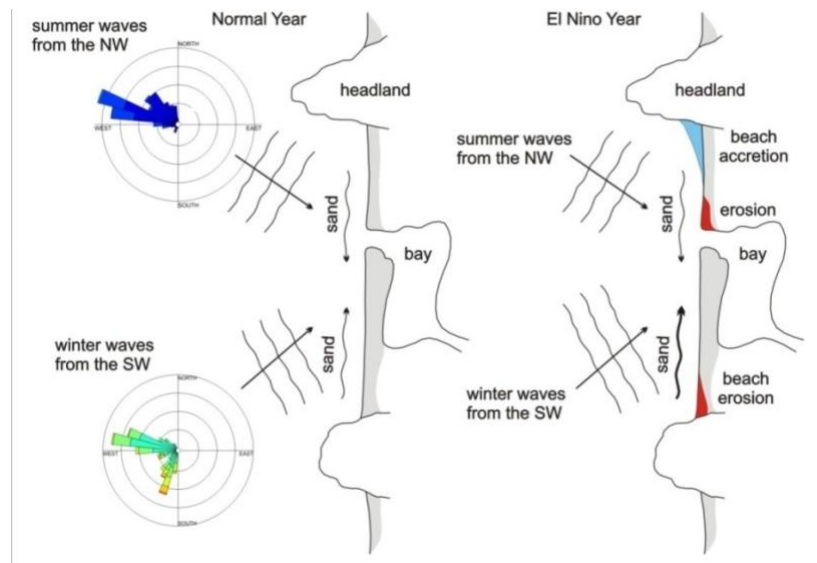 summer waves
from the NW
Normal Year
El Nino Year
NORTH
WEST
EAST
SOUTH
headland
headland
summer waves
from the NW
beach
accretion
sand
sand
erosion
bay
bay
winter waves
from the SW
sand
sand
beach
erosion
winter waves
from the SW
NORTH
WEST
EAST
SOUTH